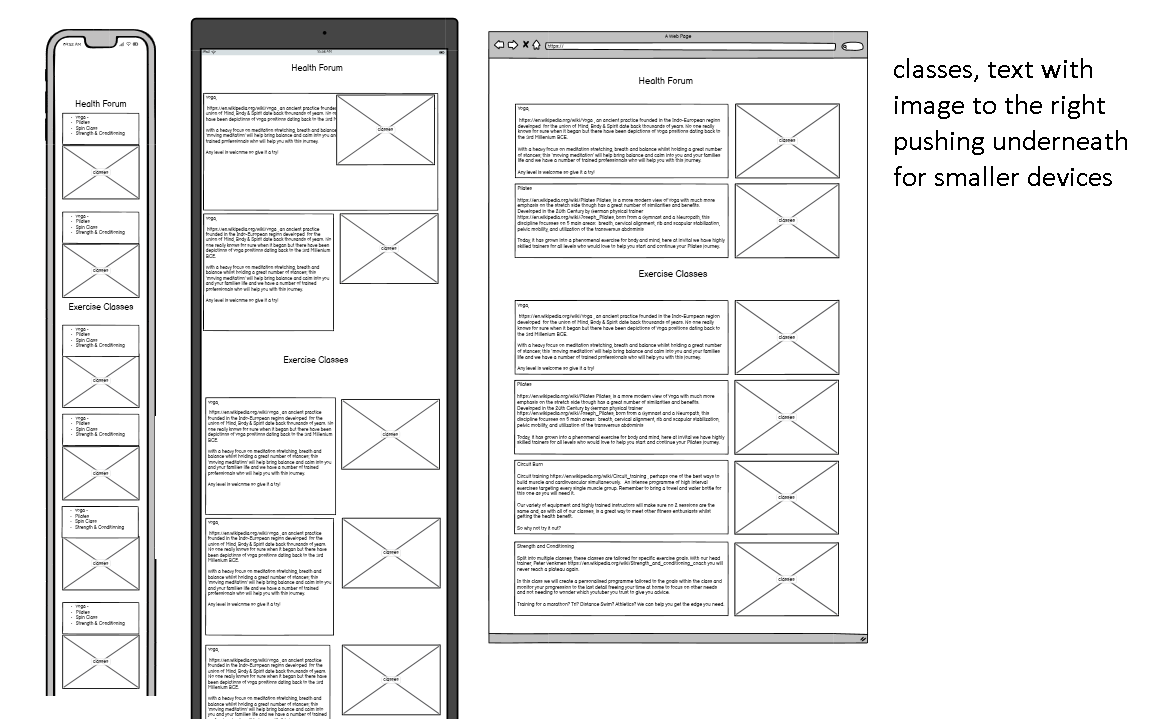 09:32 AM
Health Forum
- Yoga -
- Pilates
- Spin Class
- Strength & Conditioning
classes
- Yoga -
- Pilates
- Spin Class
- Strength & Conditioning
classes
Exercise Classes
- Yoga -
- Pilates
- Spin Class
- Strength & Conditioning
classes
- Yoga -
- Pilates
- Spin Class
- Strength & Conditioning
classes
- Yoga -
- Pilates
- Spin Class
- Strength & Conditioning
classes
- Yoga -
- Pilates
- Spin Class
- Strength & Conditioning
classes
iPad
Health Forum
Yoga,
https://en.wikipedia.org/wiki/Yoga , an ancient practice founded
union of Mind, Body & Spirit date back thousands of years
have been depictions of Yoga positions dating back to the 3rd
with a heavy focus on meditation stretching, breath and balance
'moving meditation' will help bring balance and calm into you an
trained professionals who will help you with this journey.
Any level is welcome so give it a try!
classes
Yoga,
https://en.wikipedia.org/wiki/Yoga , an ancient practice
founded in the Indo-European region developed for the
union of Mind, Body & Spirit date back thousands of years. No
one really knows for sure when it began but there have been
depictions of Yoga positions dating back to the 3rd Millenium
BCE.
with a heavy focus on meditation stretching, breath and
balance whilst holding a great number of stances; this
'moving meditation' will help bring balance and calm into you
and your families life and we have a number of trained
professionals who will help you with this journey.
Any level is welcome so give it a try!
classes
Exercise Classes
Yoga,
https://en.wikipedia.org/wiki/Yoga , an ancient practice
founded in the Indo-European region developed for the
union of Mind, Body & Spirit date back thousands of years.
No one really knows for sure when it began but there have
been depictions of Yoga positions dating back to the 3rd Millenium
BCE.
with a heavy focus on meditation stretching, breath and
balance whilst holding a great number of stances; this
'moving meditation' will help bring balance and calm into you
and your families life and we have a number of trained
professionals who will help you with this journey.
Any level is welcome so give it a try!
classes
Yoga,
https://en.wikipedia.org/wiki/Yoga , an ancient practice
founded in the Indo-European region developed for the
union of Mind, Body & Spirit date back thousands of years.
No one really knows for sure when it began but there have
been depictions of Yoga positions dating back to the 3rd
Millenium BCE.
with a heavy focus on meditation stretching, breath and
balance whilst holding a great number of stances; this
'moving meditation' will help bring balance and calm into
you and your families life and we have a number of trained
professionals who will help you with this journey.
Any level is welcome so give it a try!
classes
Yoga,
https://en.wikipedia.org/wiki/Yoga , an ancient practice
founded in the Indo-European region developed for the
union of Mind, Body & Spirit date back thousands of years.
No one really knows for sure when it began but there have
been depictions of Yoga positions dating back to the 3rd
Millenium BCE.
with a heavy focus on meditation stretching, breath and
balance whilst holding a great number of stances; this
'moving meditation' will help bring balance and calm into
you and your families life and we have a number of trained
professionals who will help you with this journey.
classes
A Web Page
https://
Health Forum
Yoga,
https://en.wikipedia.org/wiki/Yoga , an ancient practice founded in the Indo-European region
developed for the union of Mind, Body & Spirit date back thousands of years. No one really
knows for sure when it began but there have been depictions of Yoga positions dating back to
the 3rd Millenium BCE.
With a heavy focus on meditation stretching, breath and balance whilst holding a great number
of stances; this 'moving meditation' will help bring balance and calm into you and your families
life and we have a number of trained professionals who will help you with this journey.
Any level is welcome so give it a try!
classes
Pilates
https://en.wikipedia.org/wiki/Pilates Pilates, is a more modern view of Yoga with much more
emphasis on the stretch side though has a great number of similarities and benefits.
Developed in the 20th Century by German physical trainer
https://en.wikipedia.org/wiki/Joseph_Pilates, born from a Gymnast and a Neuropath, this
discipline focusses on 5 main areas: breath, cervical alignment, rib and scapular stabilization,
pelvic mobility, and utilization of the transversus abdominis
Today, it has grown into a phenomenal exercise for body and mind, here at Invital we have highly
skilled trainers for all levels who would love to help you start and continue your Pilates journey.
classes
Exercise Classes
Yoga,
https://en.wikipedia.org/wiki/Yoga , an ancient practice founded in the Indo-European region
developed for the union of Mind, Body & Spirit date back thousands of years. No one really
knows for sure when it began but there have been depictions of Yoga positions dating back to
the 3rd Millenium BCE.
With a heavy focus on meditation stretching, breath and balance whilst holding a great number
of stances; this 'moving meditation' will help bring balance and calm into you and your families
life and we have a number of trained professionals who will help you with this journey.
Any level is welcome so give it a try!
classes
Pilates
https://en.wikipedia.org/wiki/Pilates Pilates, is a more modern view of Yoga with much more
emphasis on the stretch side though has a great number of similarities and benefits.
Developed in the 20th Century by German physical trainer
https://en.wikipedia.org/wiki/Joseph_Pilates, born from a Gymnast and a Neuropath, this
discipline focusses on 5 main areas: breath, cervical alignment, rib and scapular stabilization,
pelvic mobility, and utilization of the transversus abdominis
Today, it has grown into a phenomenal exercise for body and mind, here at Invital we have highly
skilled trainers for all levels who would love to help you start and continue your Pilates journey.
classes
Circuit Burn
Circuit training https://en.wikipedia.org/wiki/Circuit_training , perhaps one of the best ways to
build muscle and cardiovascular simultaneously. An intense programme of high interval
exercises targeting every single muscle group. Remember to bring a towel and water bottle for
this one as you will need it.
Our variety of equipment and highly trained instructors will make sure no 2 sessions are the
same and, as with all of our classes, is a great way to meet other fitness enthusiasts whilst
getting the health benefit.
So why not try it out?
classes
Strength and Conditioning
Split into multiple classes, these classes are tailored for specific exercise goals. With our head
trainer, Peter Venkmen https://en.wikipedia.org/wiki/Strength_and_conditioning_coach you will
never reach a plateau again.
In this class we will create a personalised programme tailored to the goals within the class and
monitor your progression to the last detail freeing your time at home to focus on other needs
and not needing to wonder which youtuber you trust to give you advice.
Training for a marathon? Tri? Distance Swim? Athletics? We can help you get the edge you need.
classes
classes, text with
image to the right
pushing underneath
for smaller devices